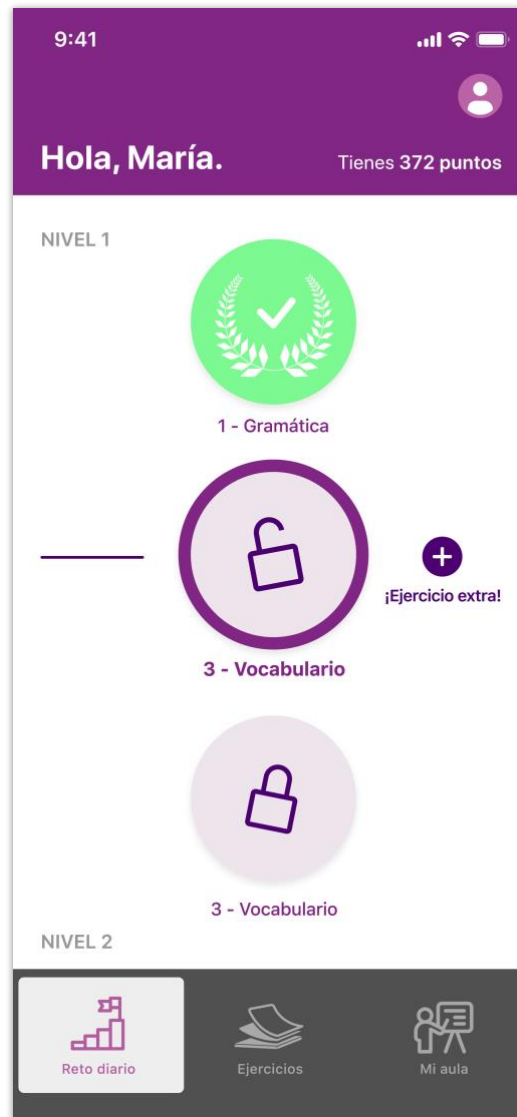 9:41
Hola, María.
Tienes 372 puntos
NIVEL 1
1 - Gramática
¡Ejercicio extra!
3 - Vocabulario
3 - Vocabulario
NIVEL 2
Reto diario
Ejercicios
Mi aula